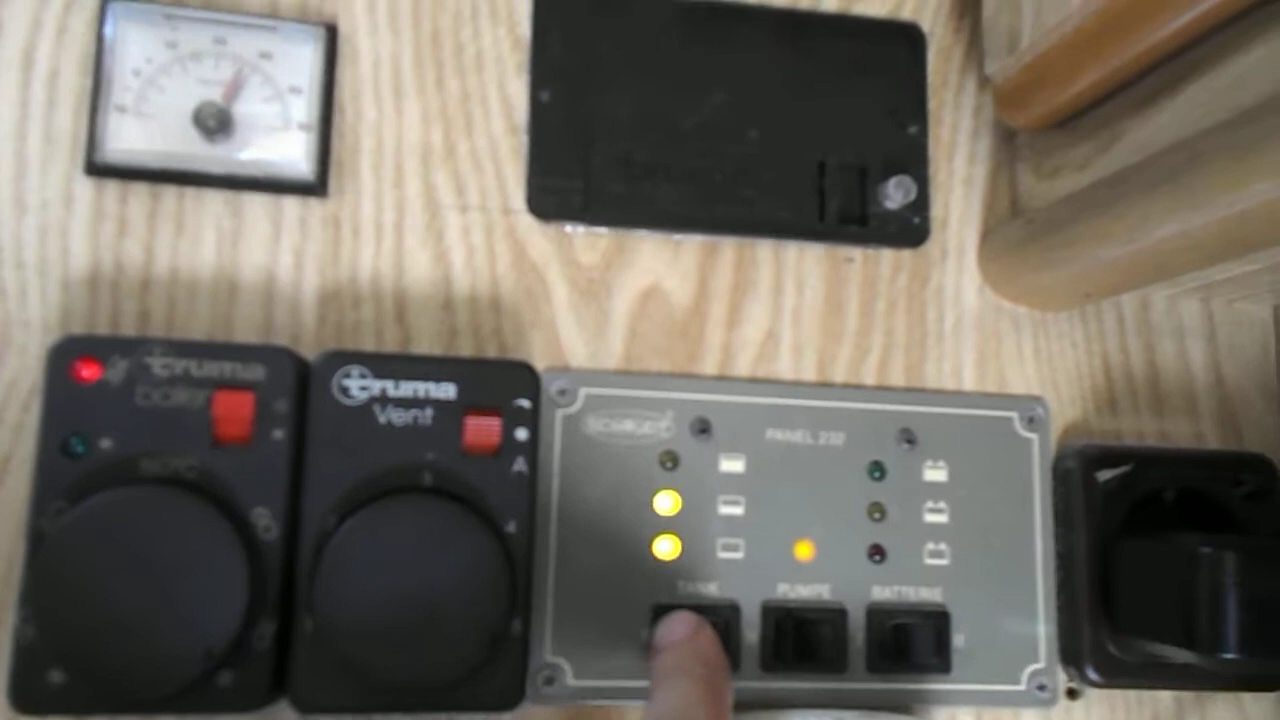 truma
boiler
truma
Vent
A
PANEL 232
TANK
PUMPE
BATTERIE